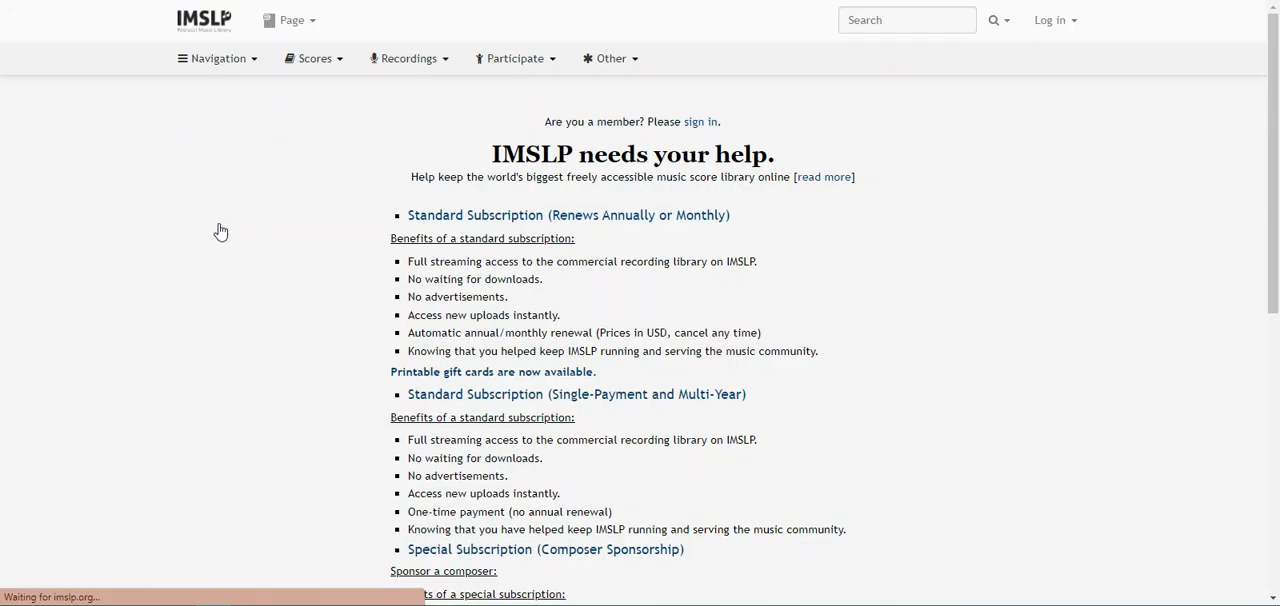 IMSLP Page Search Log in
Petrucci Music Library
Navigation Scores Recordings Participate Other
Are you a member? Please sign in.
IMSLP needs your help.
Help keep the world's biggest freely accessible music score library online [read more]
Standard Subscription (Renews Annually or Monthly)
Benefits of a standard subscription:
Full streaming access to the commercial recording library on IMSLP.
No waiting for downloads.
No advertisements.
Access new uploads instantly.
Automatic annual/monthly renewal (Prices in USD, cancel any time)
Knowing that you helped keep IMSLP running and serving the music community.
Printable gift cards are now available.
Standard Subscription (Single-Payment and Multi-Year)
Benefits of a standard subscription:
Full streaming access to the commercial recording library on IMSLP.
No waiting for downloads.
No advertisements.
Access new uploads instantly.
One-time payment (no annual renewal)
Knowing that you have helped keep IMSLP running and serving the music community.
Special Subscription (Composer Sponsorship)
Sponsor a composer:
ts of a special subscription:
Waiting for imslp.org...